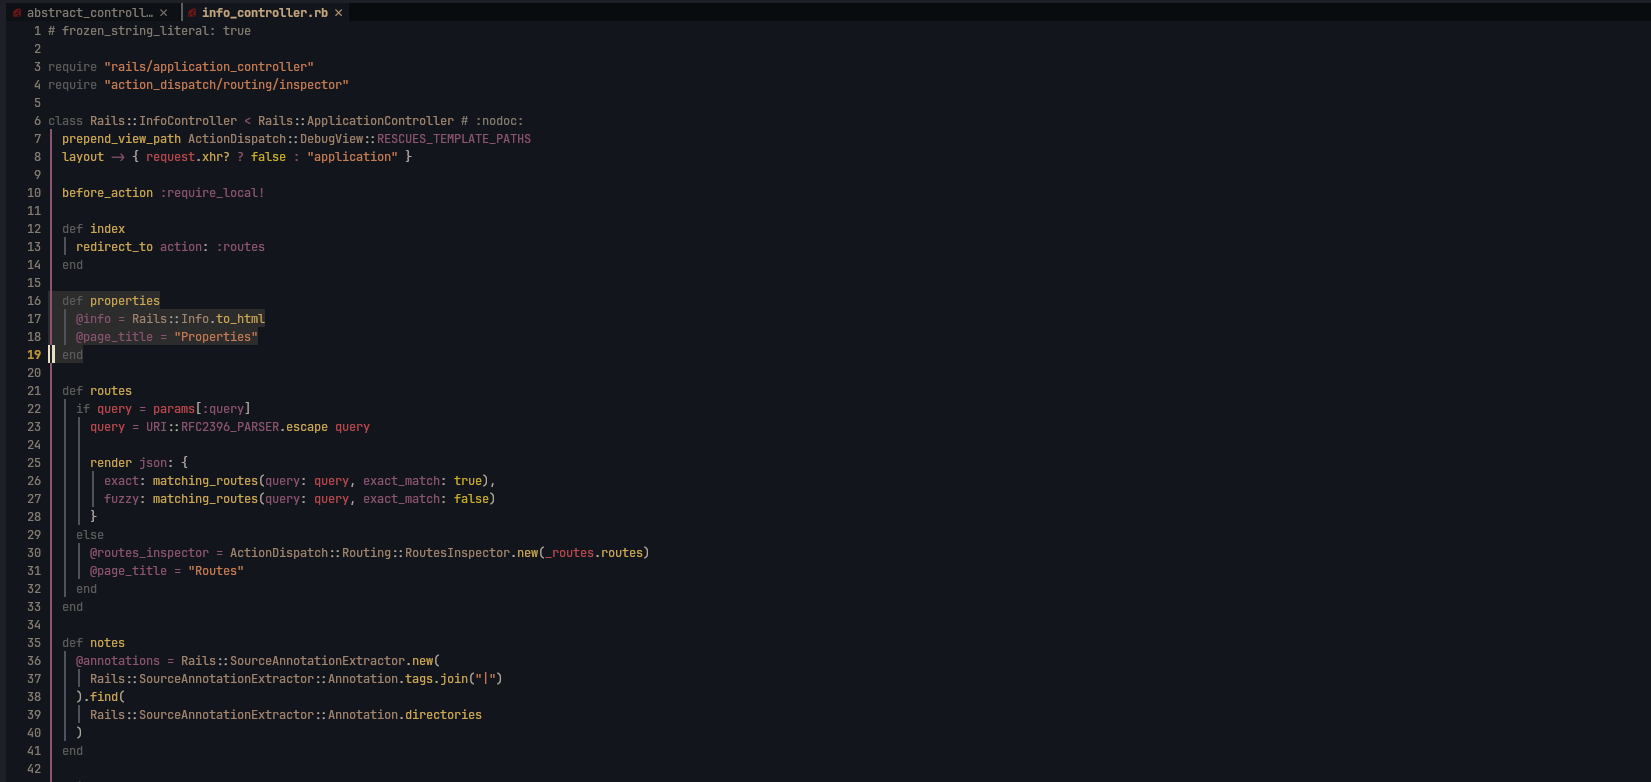 abstract_controll… ×
info_controller.rb ×
1 # frozen_string_literal: true
2
3 require "rails/application_controller"
4 require "action_dispatch/routing/inspector"
5
6 class Rails::InfoController < Rails::ApplicationController # :nodoc:
7 prepend_view_path ActionDispatch::DebugView::RESCUES_TEMPLATE_PATHS
8 layout -> { request.xhr? ? false : "application" }
9
10 before_action :require_local!
11
12 def index
13 redirect_to action: :routes
14 end
15
16 def properties
17 @info = Rails::Info.to_html
18 @page_title = "Properties"
19 end
20
21 def routes
22 if query = params[:query]
23 query = URI::RFC2396_PARSER.escape query
24
25 render json: {
26 exact: matching_routes(query: query, exact_match: true),
27 fuzzy: matching_routes(query: query, exact_match: false)
28 }
29 else
30 @routes_inspector = ActionDispatch::Routing::RoutesInspector.new(_routes.routes)
31 @page_title = "Routes"
32 end
33 end
34
35 def notes
36 @annotations = Rails::SourceAnnotationExtractor.new(
37 Rails::SourceAnnotationExtractor::Annotation.tags.join("|")
38 ).find(
39 Rails::SourceAnnotationExtractor::Annotation.directories
40 )
41 end
42